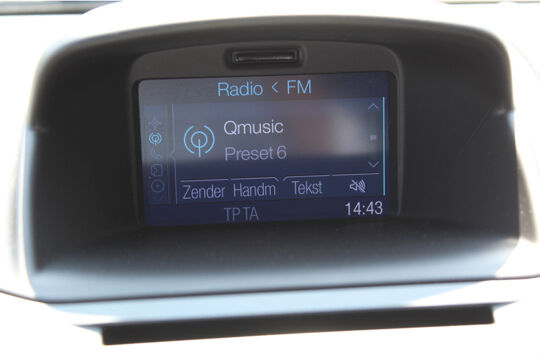 Radio < FM
Qmusic
Preset 6
Zender Handm Tekst
TP TA 14:43